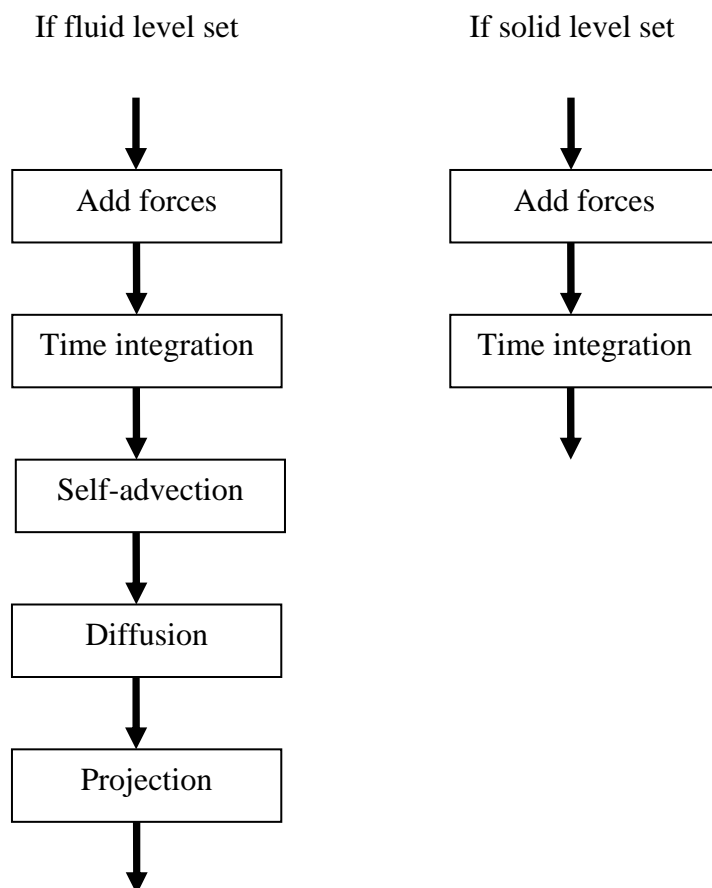 If fluid level set
If solid level set
Add forces
Add forces
Time integration
Time integration
Self-advection
Diffusion
Projection